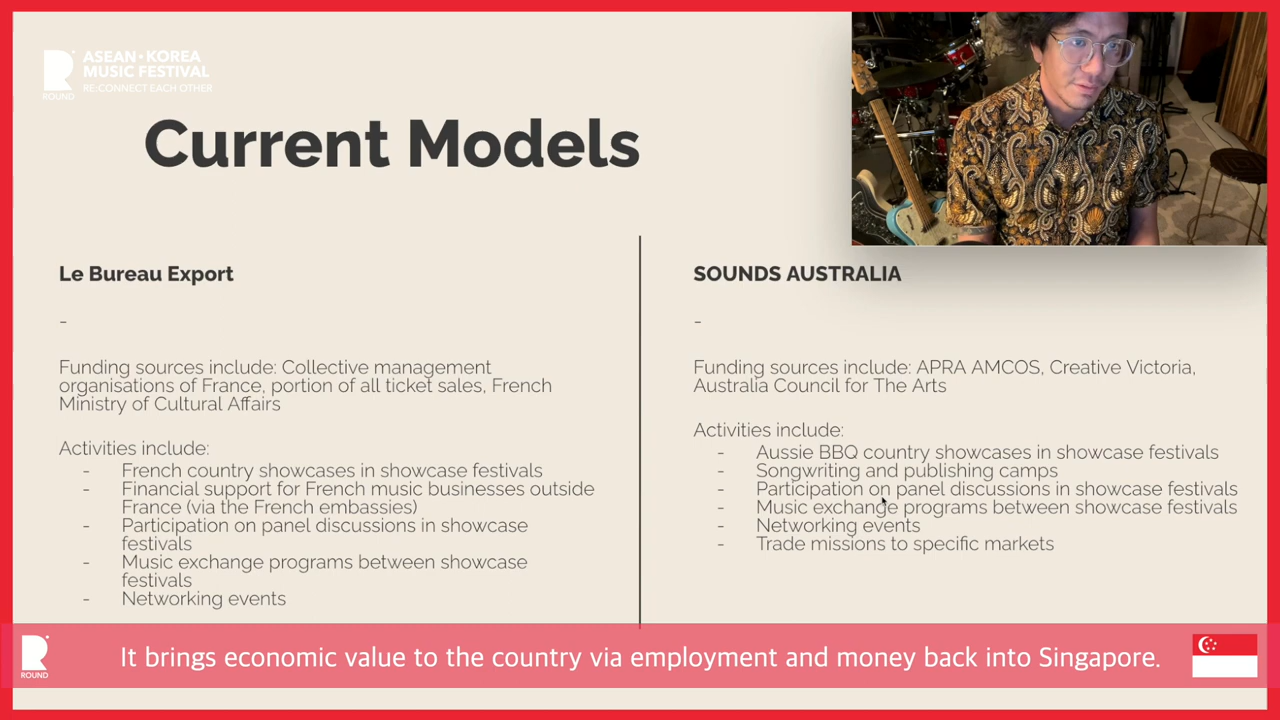 ASEAN•KOREA
MUSIC FESTIVAL
RE:CONNECT EACH OTHER
ROUND
Current Models
Le Bureau Export
-
Funding sources include: Collective management
organisations of France, portion of all ticket sales, French
Ministry of Cultural Affairs
Activities include:
- French country showcases in showcase festivals
- Financial support for French music businesses outside
France (via the French embassies)
- Participation on panel discussions in showcase
festivals
- Music exchange programs between showcase
festivals
- Networking events
SOUNDS AUSTRALIA
-
Funding sources include: APRA AMCOS, Creative Victoria,
Australia Council for The Arts
Activities include:
- Aussie BBQ country showcases in showcase festivals
- Songwriting and publishing camps
- Participation on panel discussions in showcase festivals
- Music exchange programs between showcase festivals
- Networking events
- Trade missions to specific markets
ROUND
It brings economic value to the country via employment and money back into Singapore.